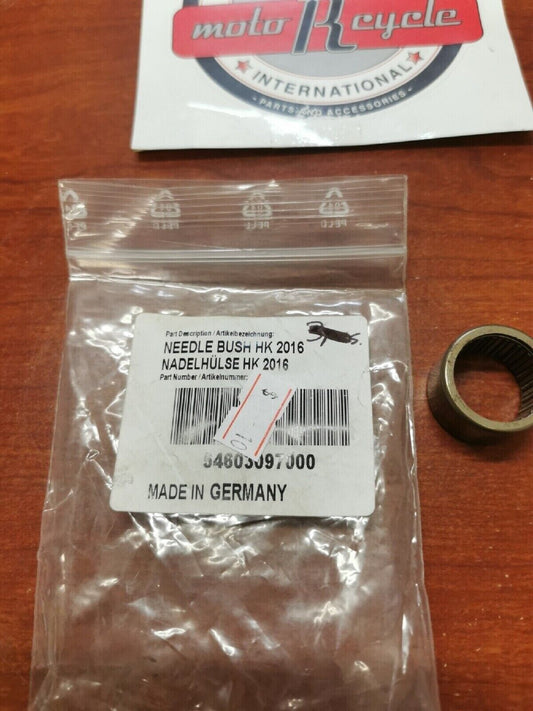 moto K cycle
INTERNATIONAL
- PARTS AND ACCESSORIES -
Part Description / Artikelbezeichnung:
NEEDLE BUSH HK 2016
NADELHÜLSE HK 2016
Part Number / Artikelnummer:
54603097000
MADE IN GERMANY